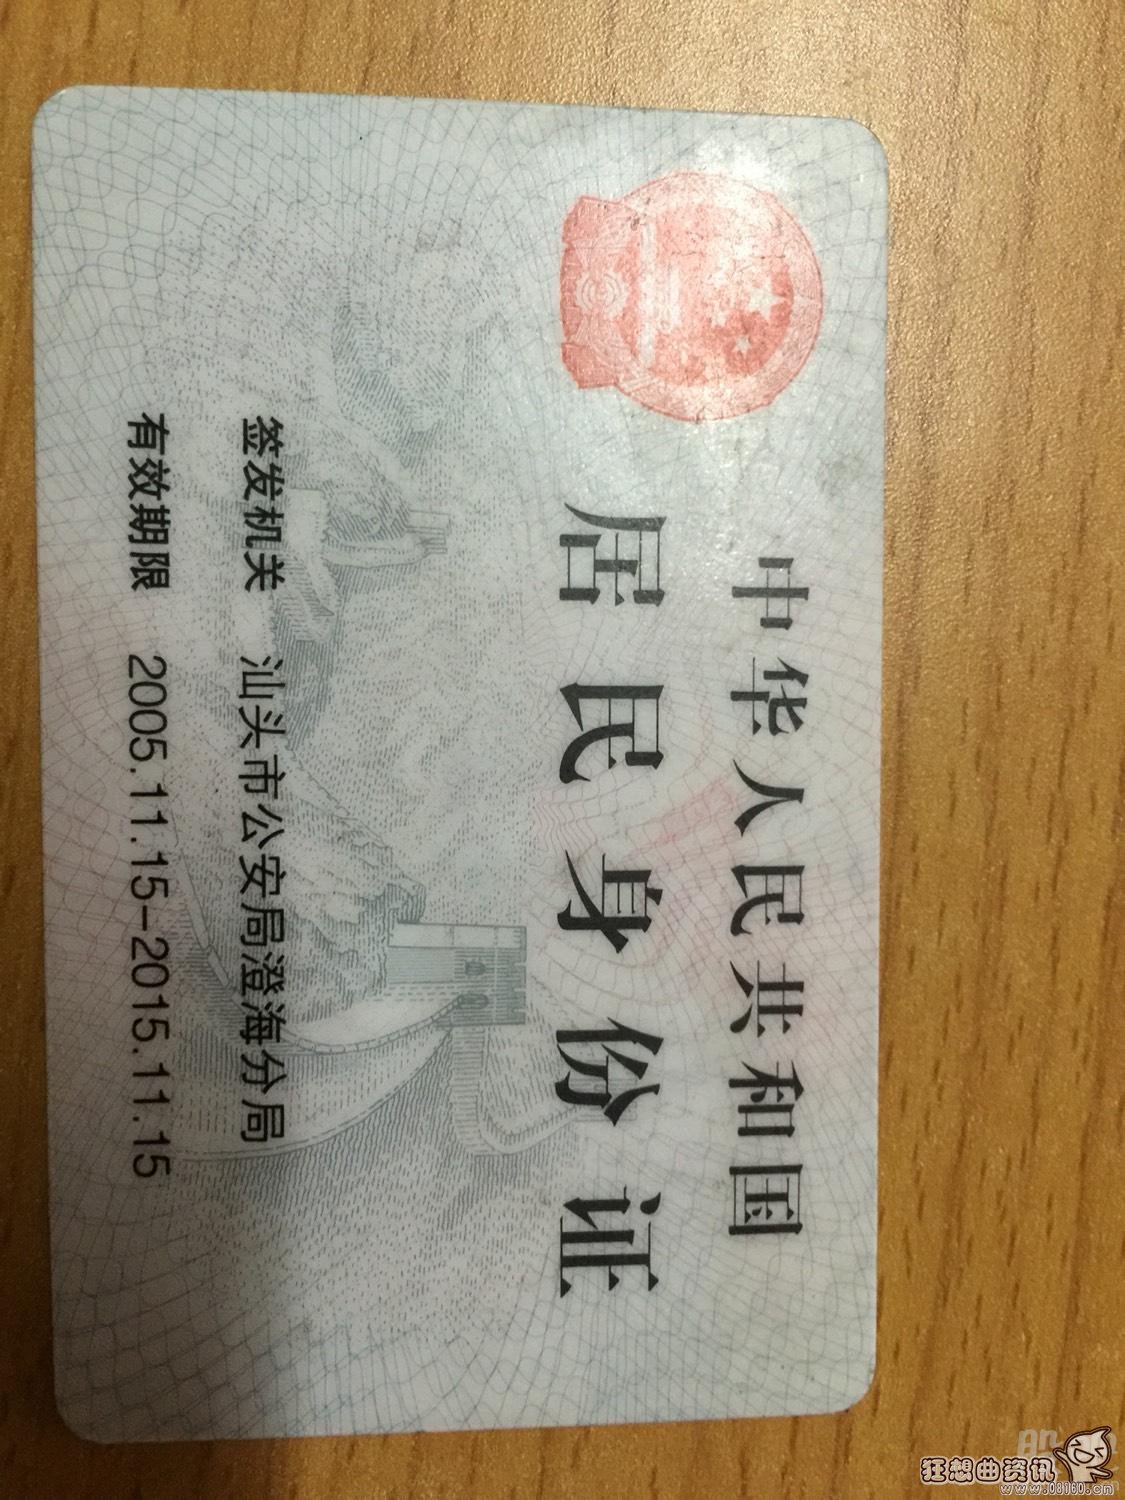 中华人民共和国
居民身份证
签发机关 汕头市公安局澄海分局
有效期限 2005.11.15-2015.11.15
狂想曲资讯